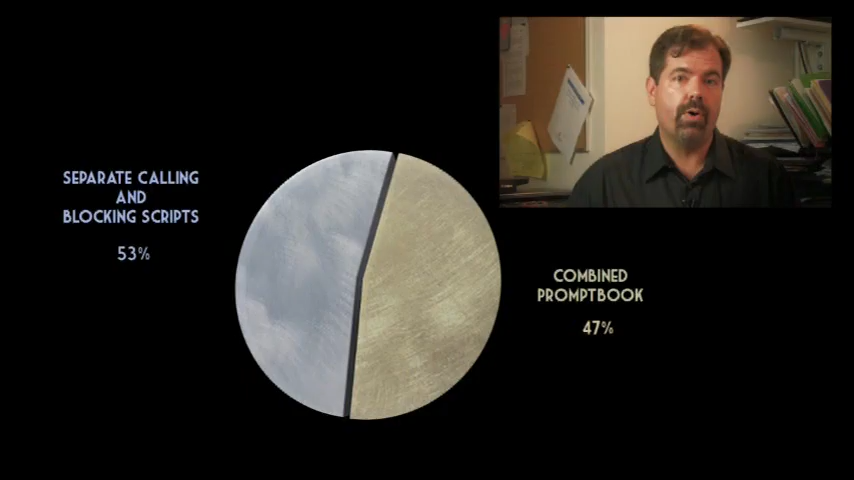 SEPARATE CALLING
AND
BLOCKING SCRIPTS
53%
COMBINED
PROMPTBOOK
47%